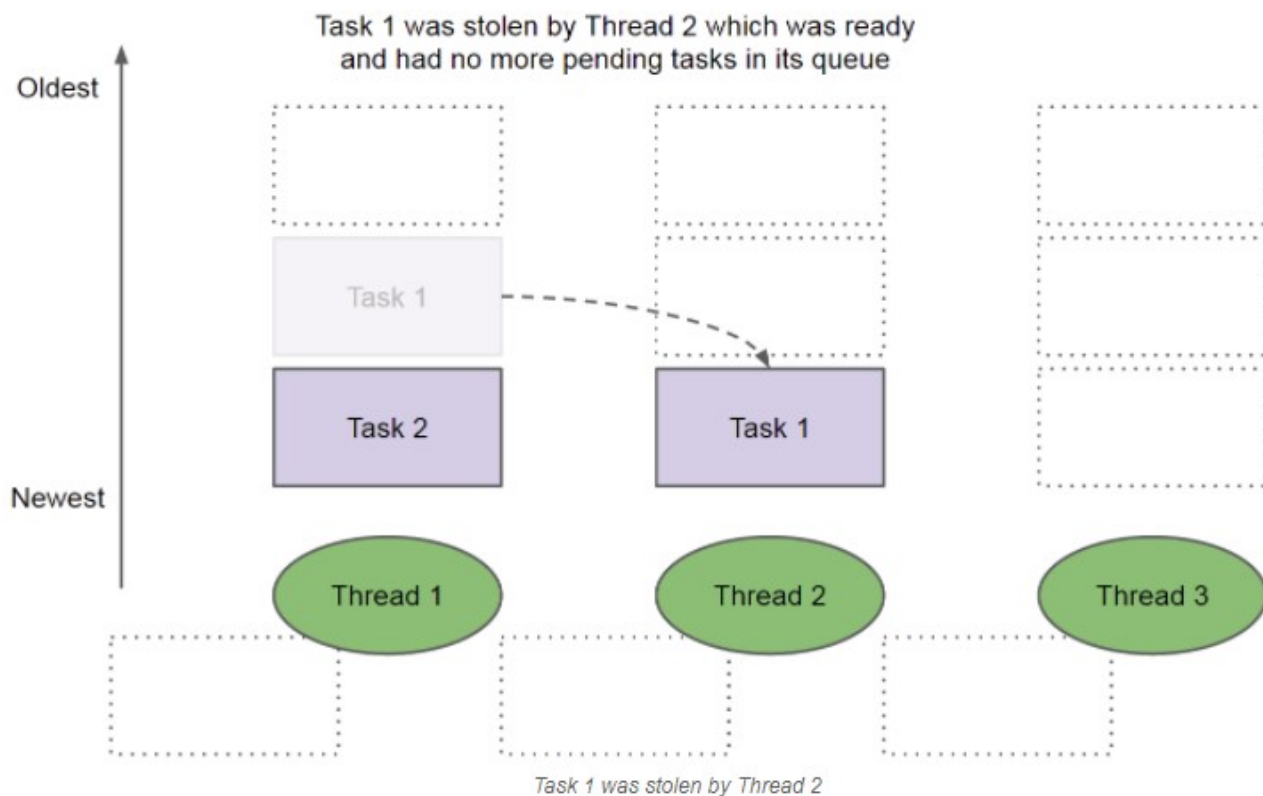 Task 1 was stolen by Thread 2 which was ready
and had no more pending tasks in its queue
Oldest
Task 1
Task 2
Task 1
Newest
Thread 1
Thread 2
Thread 3
Task 1 was stolen by Thread 2